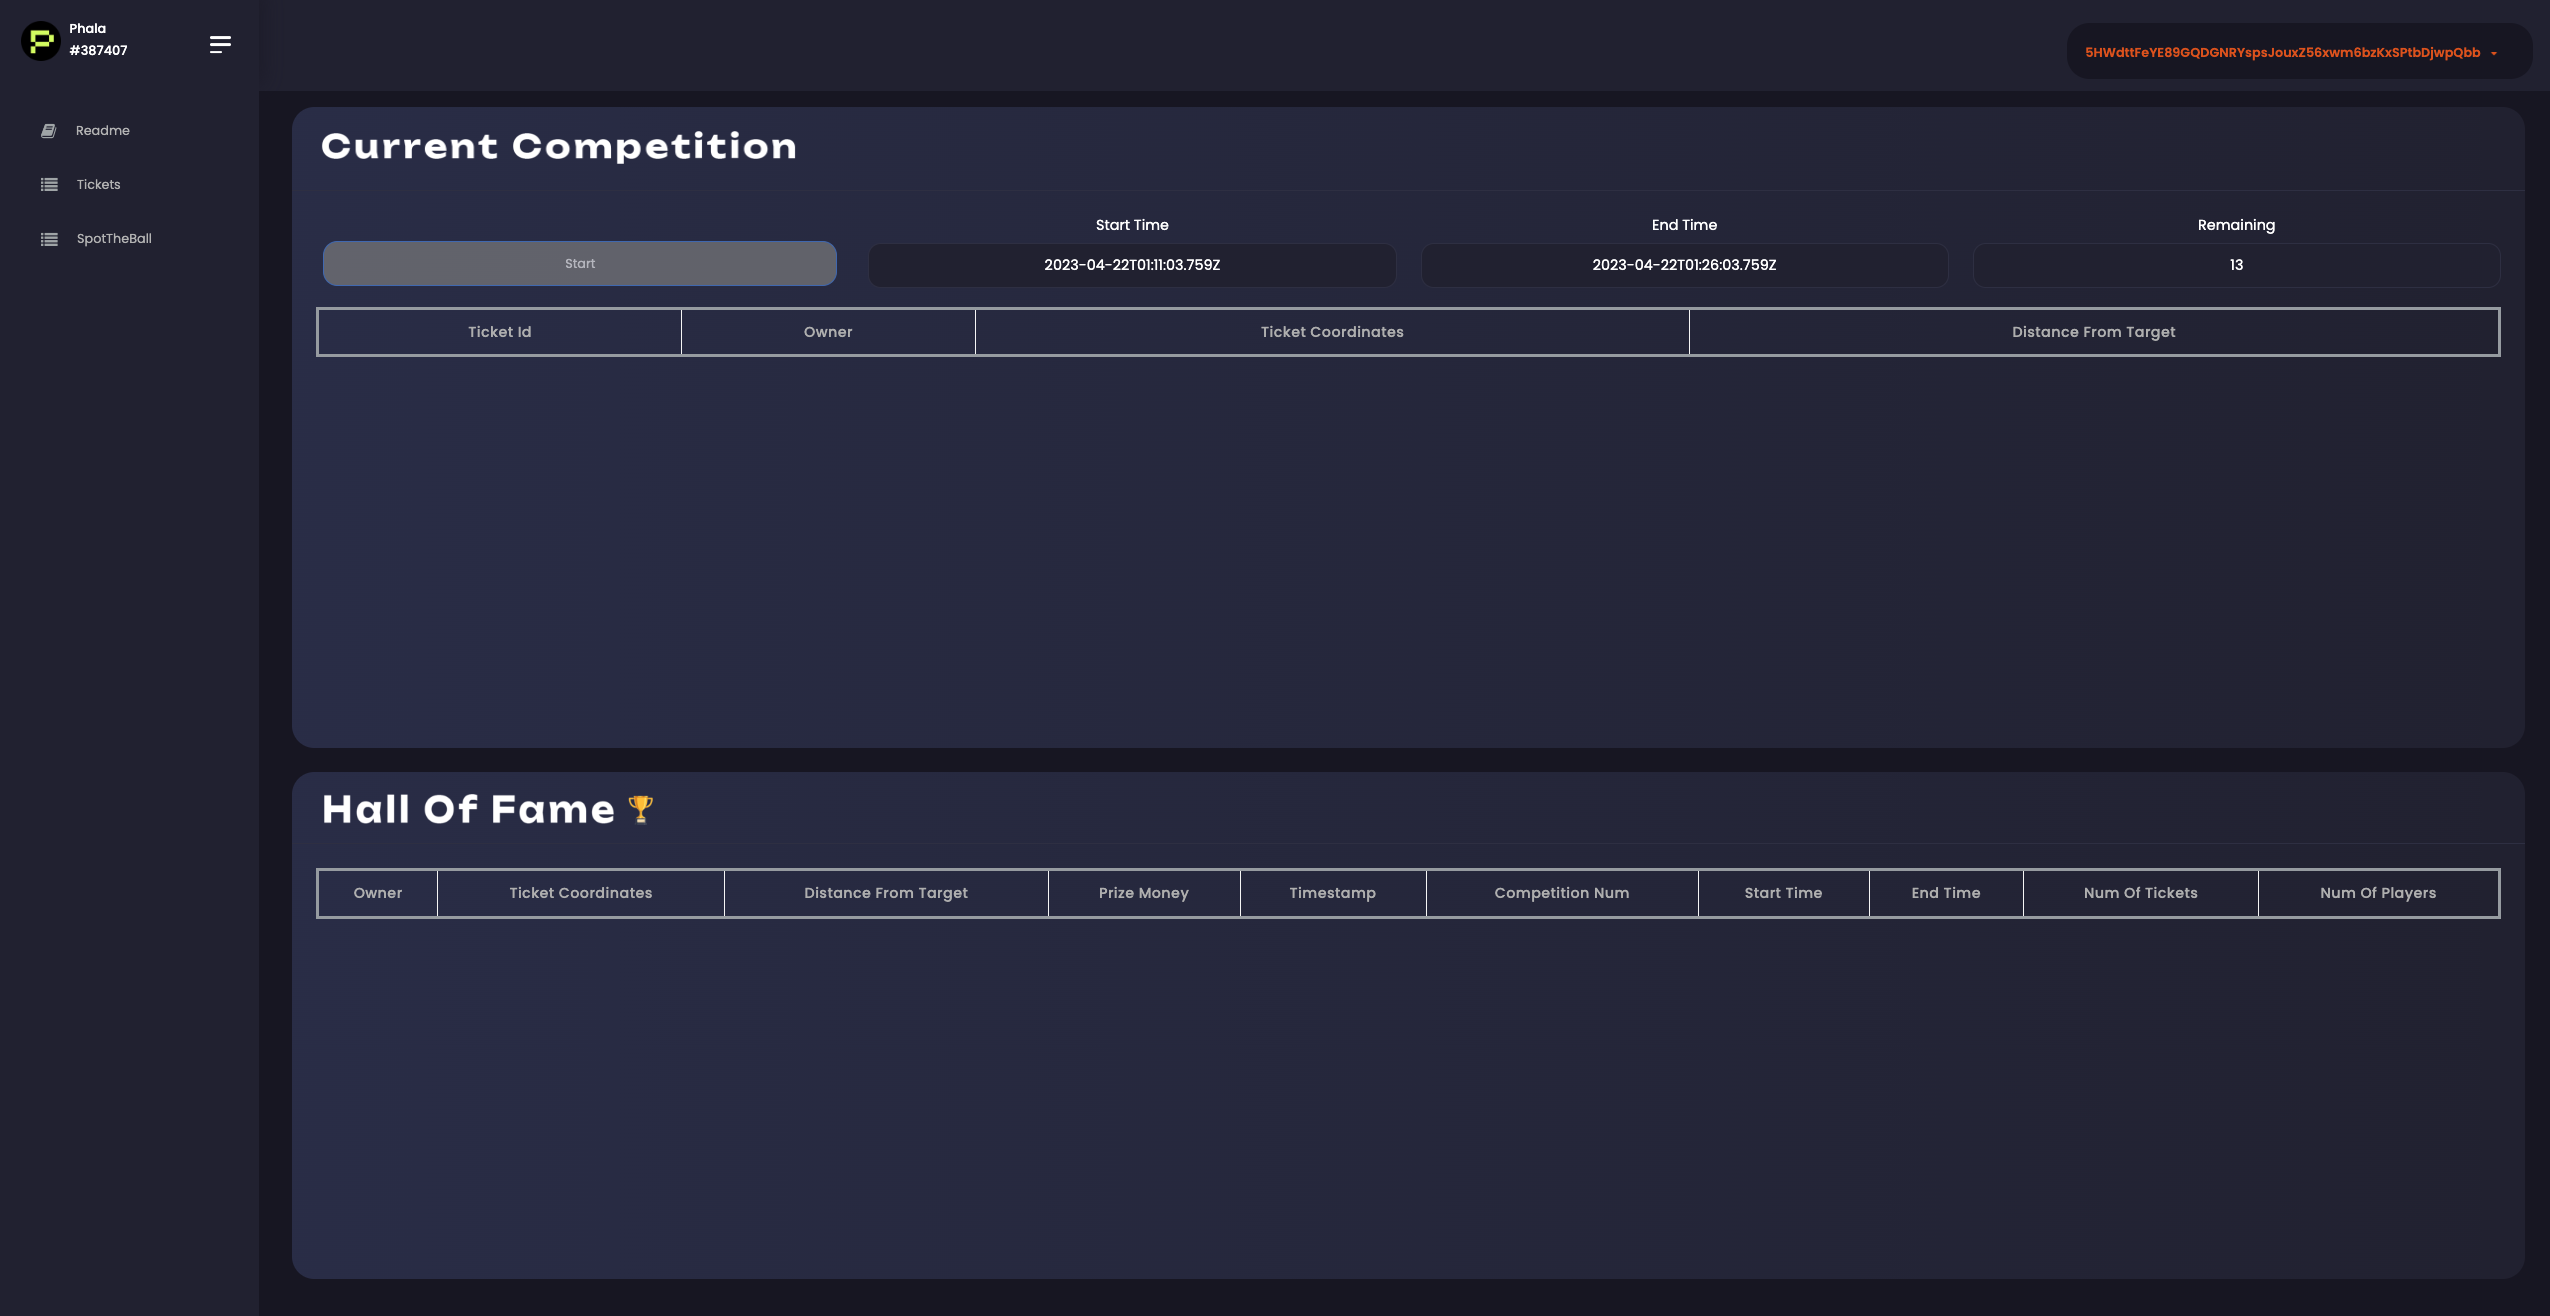 Phala
#387407
5HWdttFeYE89GQDGNRYspsJouxZ56xwm6bzKxSPtbDjwpQbb
Readme
Tickets
SpotTheBall
Current Competition
Start Time End Time Remaining
Start 2023-04-22T01:11:03.759Z 2023-04-22T01:26:03.759Z 13
Ticket Id Owner Ticket Coordinates Distance From Target
Hall Of Fame 🏆
Owner Ticket Coordinates Distance From Target Prize Money Timestamp Competition Num Start Time End Time Num Of Tickets Num Of Players